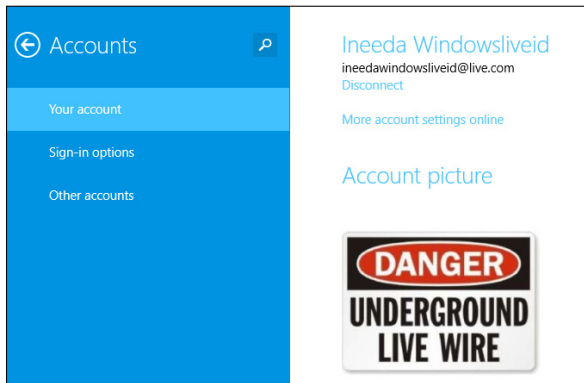 Accounts
Your account
Sign-in options
Other accounts
Ineeda Windowsliveid
ineedawindowsliveid@live.com
Disconnect
More account settings online
Account picture
DANGER
UNDERGROUND
LIVE WIRE